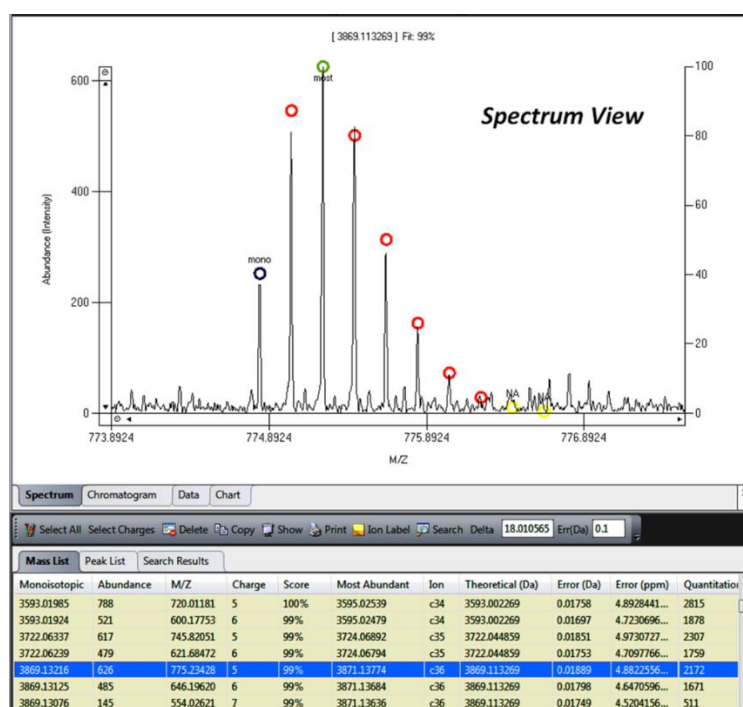 [ 3869.113269 ] Fit: 99%
600
400
200
0
Abundance (Intensity)
100
80
60
40
20
0
most
mono
NA
Spectrum View
773.8924 774.8924 775.8924 776.8924
M/Z
Spectrum Chromatogram Data Chart
Select All Select Charges Delete Copy Show Print Ion Label Search Delta 18.010565 Err(Da) 0.1
Mass List Peak List Search Results
Monoisotopic Abundance M/Z Charge Score Most Abundant Ion Theoretical (Da) Error (Da) Error (ppm) Quantitation
3593.01985 788 720.01181 5 100% 3595.02539 c34 3593.002269 0.01758 4.8928441... 2815
3593.01924 521 600.17753 6 99% 3595.02479 c34 3593.002269 0.01697 4.7230696... 1878
3722.06337 617 745.82051 5 99% 3724.06892 c35 3722.044859 0.01851 4.9730727... 2307
3722.06239 479 621.68472 6 99% 3724.06794 c35 3722.044859 0.01753 4.7097766... 1759
3869.13216 626 775.23428 5 99% 3871.13774 c36 3869.113269 0.01889 4.8822556... 2172
3869.13125 485 646.19620 6 99% 3871.13684 c36 3869.113269 0.01798 4.6470596... 1671
3869.13076 145 554.02621 7 99% 3871.13636 c36 3869.113269 0.01749 4.5204156... 511